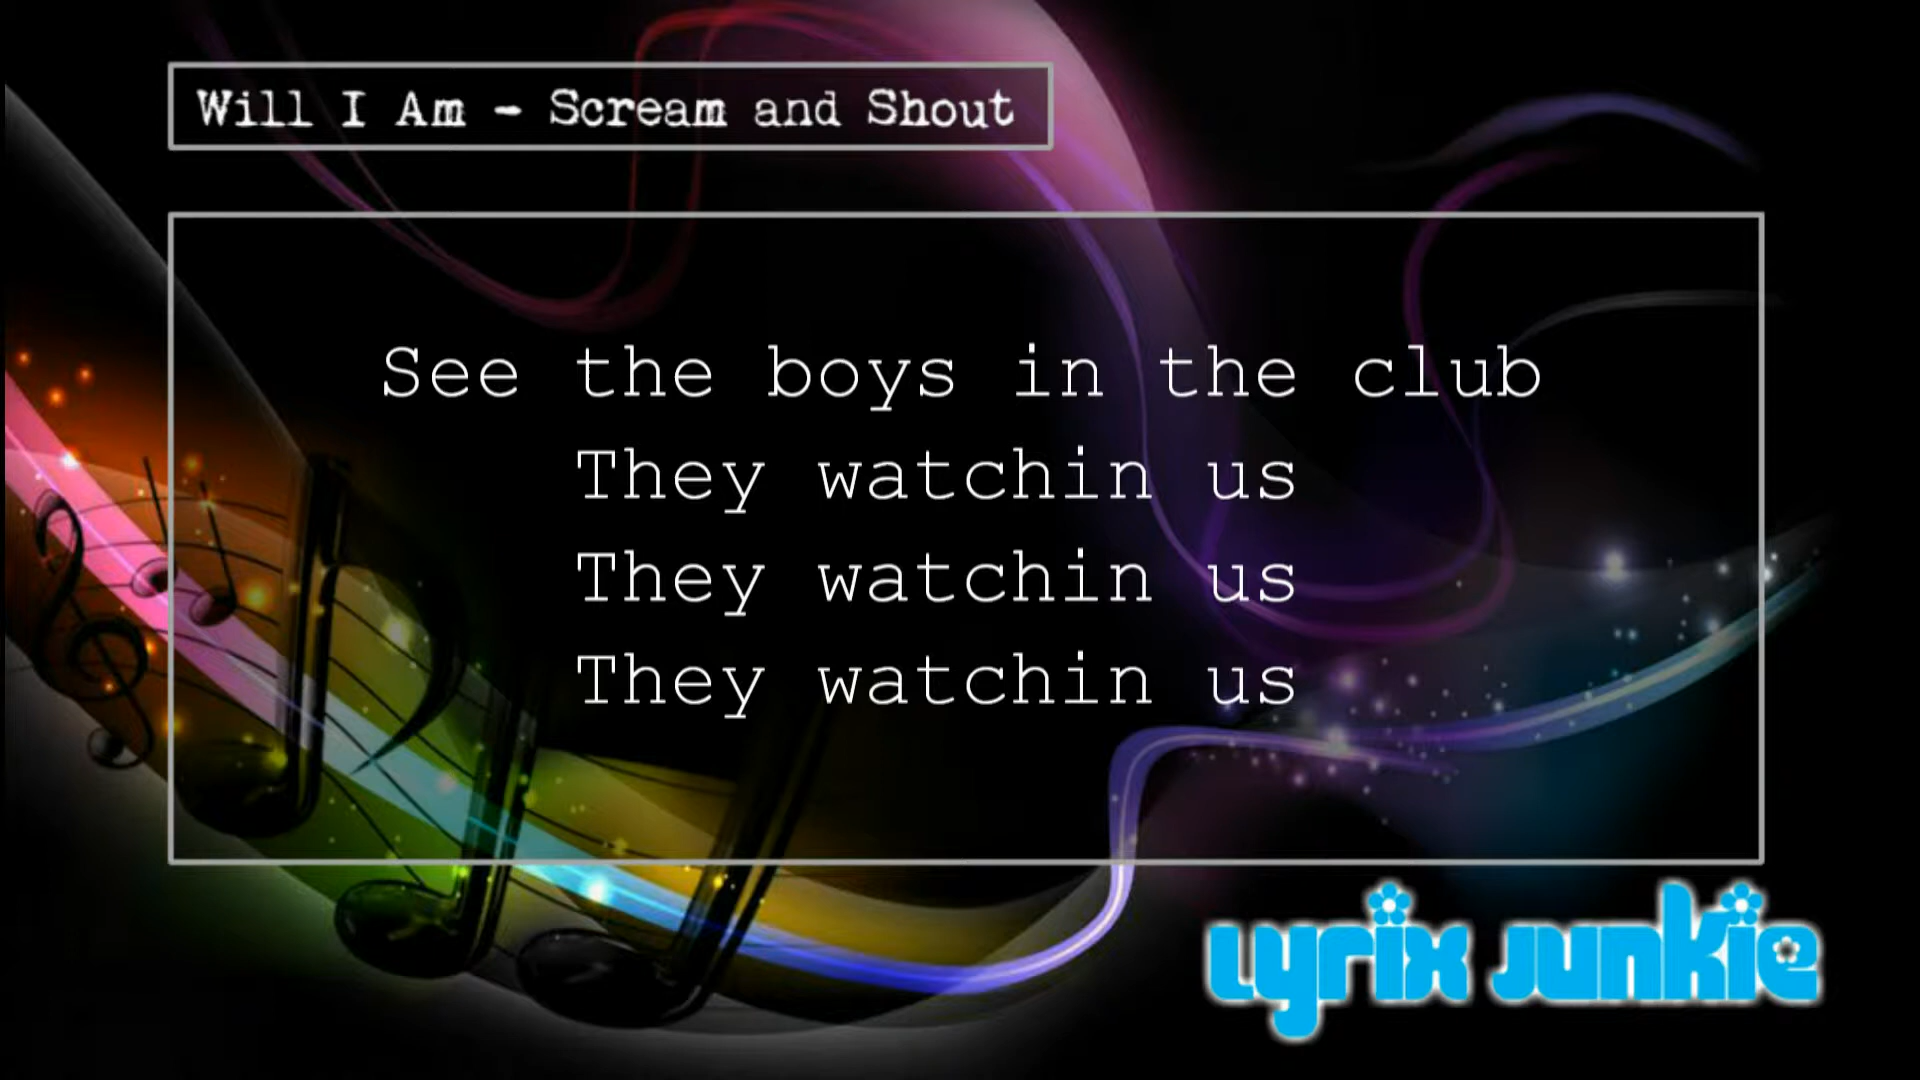 Will I Am - Scream and Shout
See the boys in the club
They watchin us
They watchin us
They watchin us
Lyrix Junkie